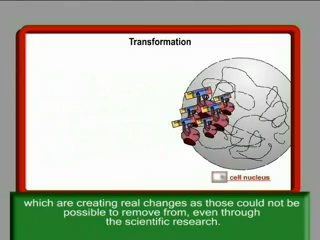 Transformation
cell nucleus
which are creating real changes as those could not be
possible to remove from, even through
the scientific research.